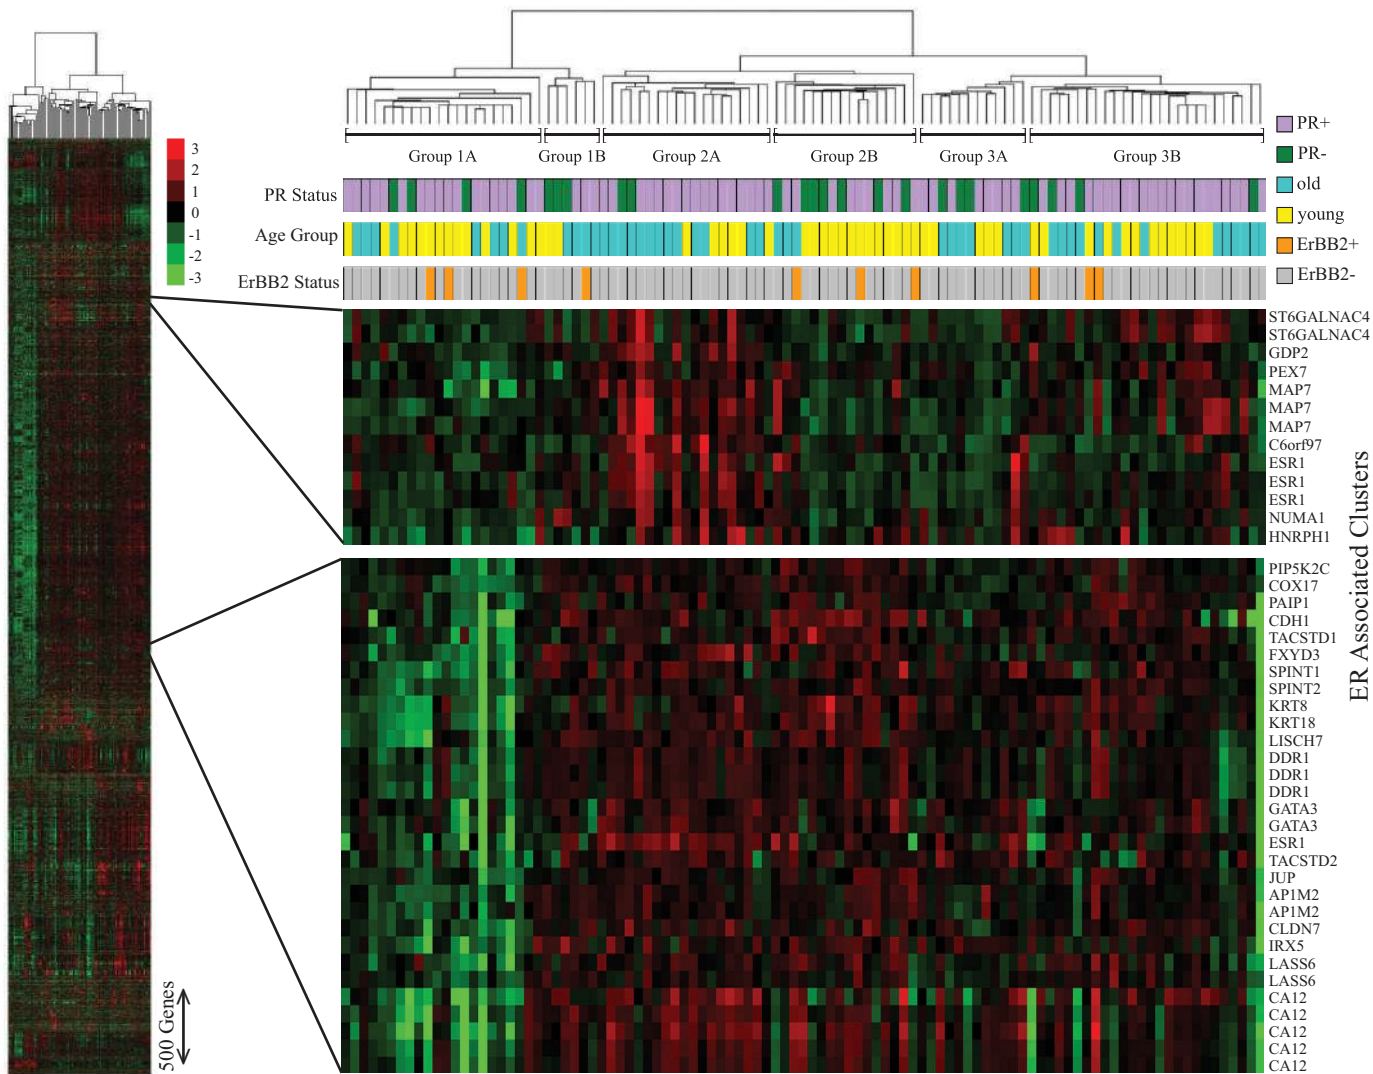 Group 1A
Group 1B
Group 2A
Group 2B
Group 3A
Group 3B
PR+
PR-
old
young
ErBB2+
ErBB2-
3
2
1
0
-1
-2
-3
PR Status
Age Group
ErBB2 Status
ST6GALNAC4
ST6GALNAC4
GDP2
PEX7
MAP7
MAP7
MAP7
C6orf97
ESR1
ESR1
ESR1
NUMA1
HNRPH1
PIP5K2C
COX17
PAIP1
CDH1
TACSTD1
FXYD3
SPINT1
SPINT2
KRT8
KRT18
LISCH7
DDR1
DDR1
DDR1
GATA3
GATA3
ESR1
TACSTD2
JUP
AP1M2
AP1M2
CLDN7
IRX5
LASS6
LASS6
CA12
CA12
CA12
CA12
CA12
ER Associated Clusters
500 Genes